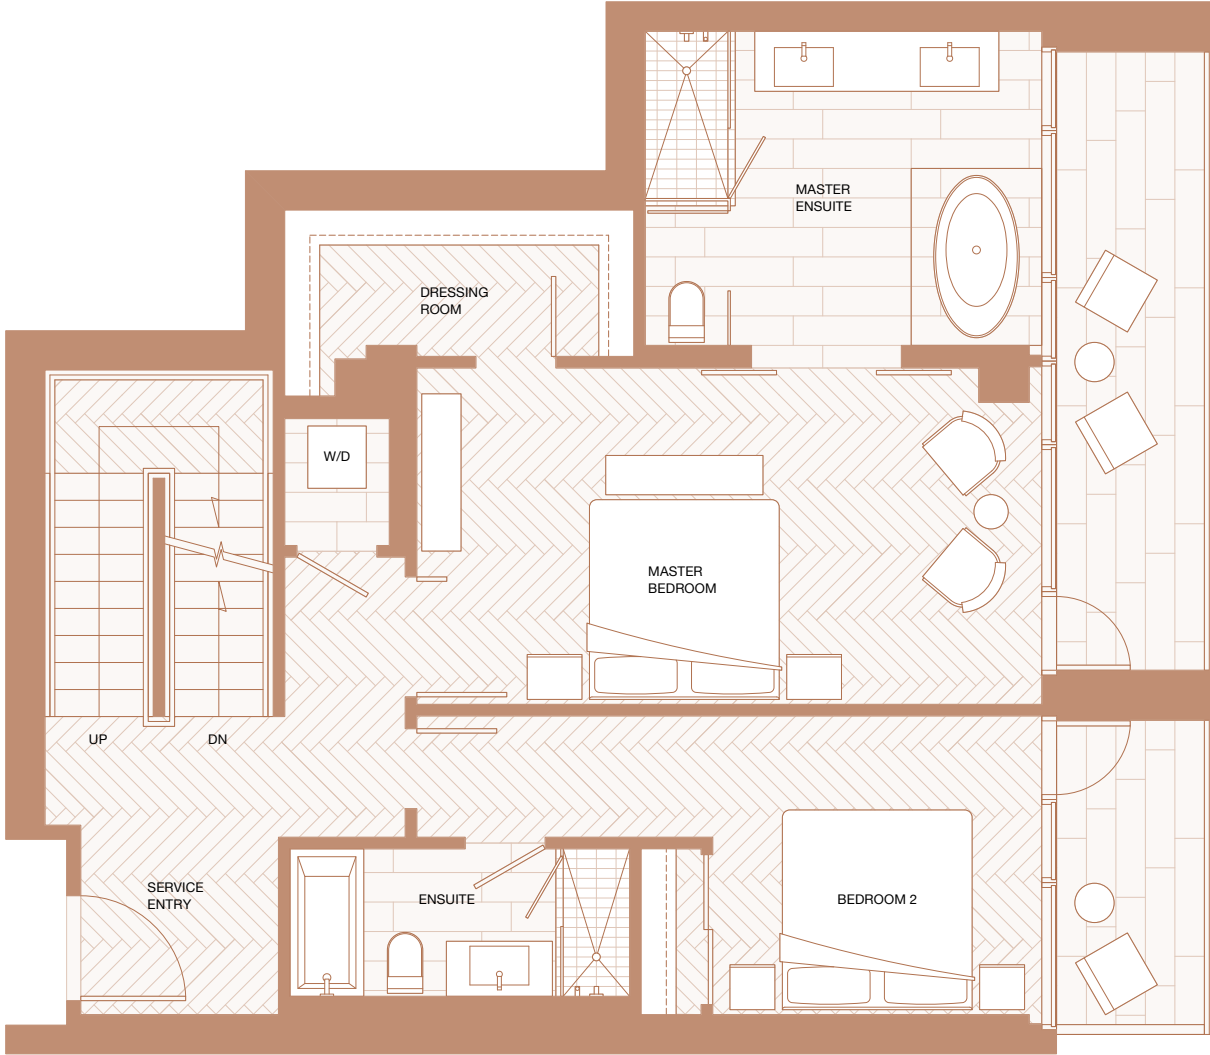 MASTER
ENSUITE
DRESSING
ROOM
W/D
MASTER
BEDROOM
UP
DN
SERVICE
ENTRY
ENSUITE
BEDROOM 2